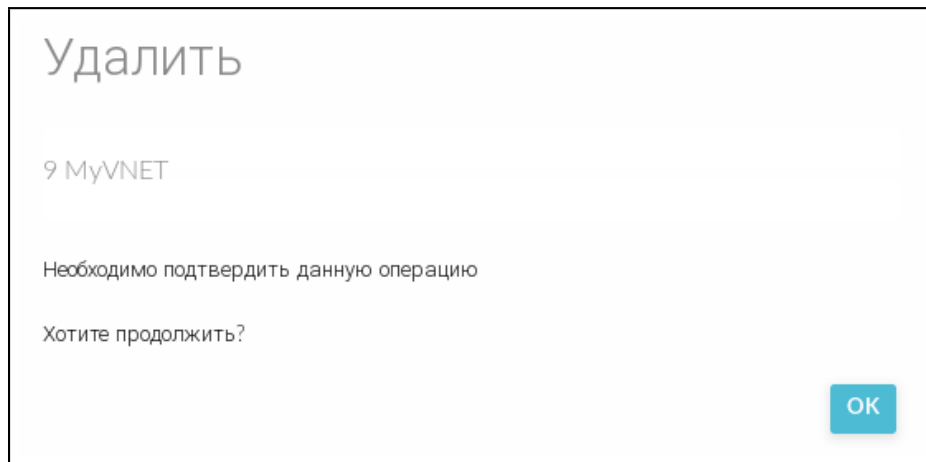 Удалить
9 MyVNET
Необходимо подтвердить данную операцию
Хотите продолжить?
OK